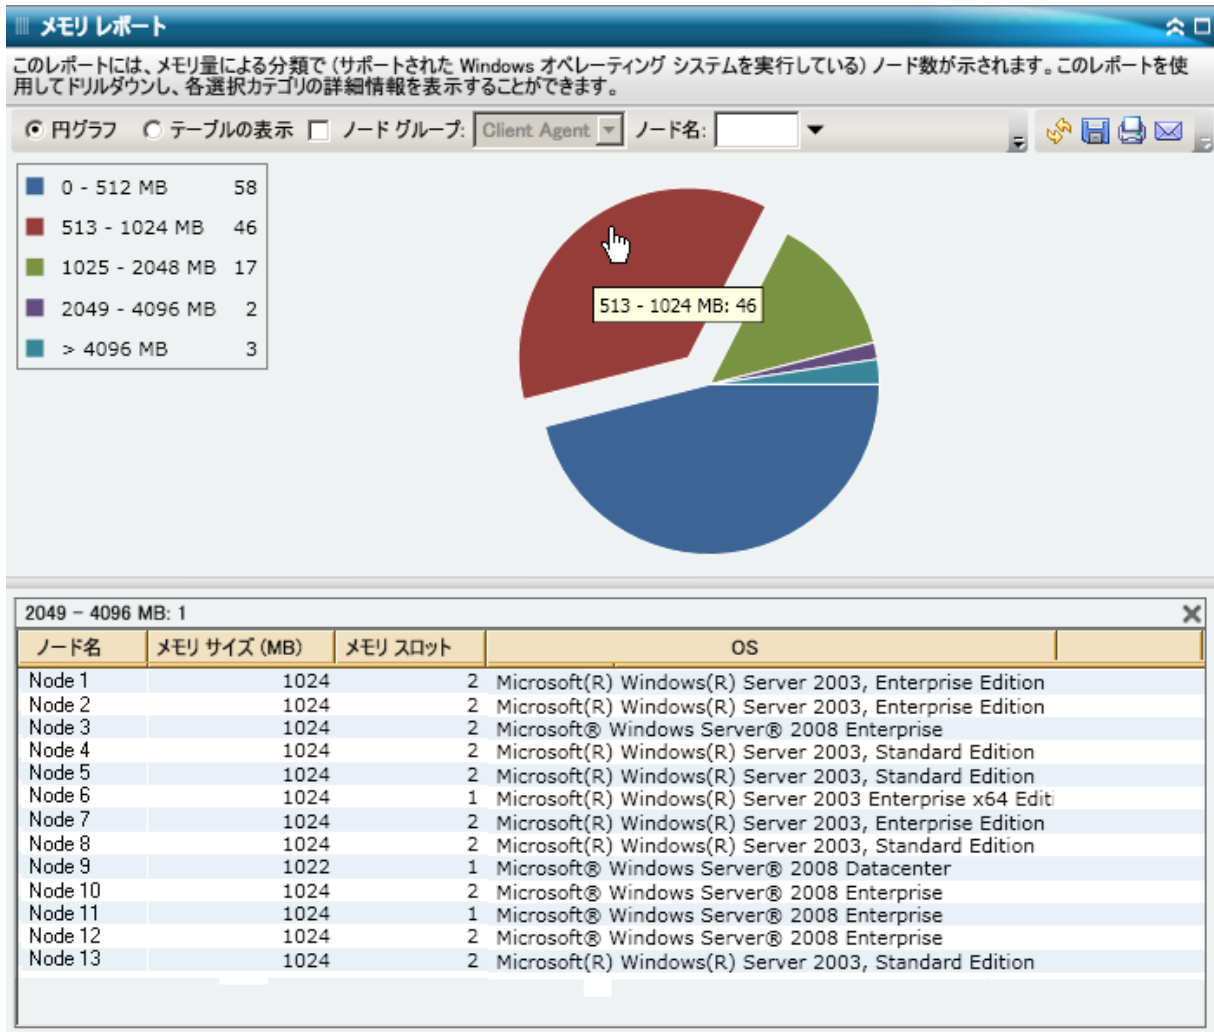 メモリ レポート
このレポートには、メモリ量による分類で (サポートされた Windows オペレーティング システムを実行している) ノード数が示されます。このレポートを使
用してドリルダウンし、各選択カテゴリの詳細情報を表示することができます。
円グラフ テーブルの表示 ノード グループ: Client Agent ノード名:
0 - 512 MB 58
513 - 1024 MB 46
1025 - 2048 MB 17
2049 - 4096 MB 2
> 4096 MB 3
513 - 1024 MB: 46
2049 - 4096 MB: 1
ノード名 メモリ サイズ (MB) メモリ スロット OS
Node 1 1024 2 Microsoft(R) Windows(R) Server 2003, Enterprise Edition
Node 2 1024 2 Microsoft(R) Windows(R) Server 2003, Enterprise Edition
Node 3 1024 2 Microsoft® Windows Server® 2008 Enterprise
Node 4 1024 2 Microsoft(R) Windows(R) Server 2003, Standard Edition
Node 5 1024 2 Microsoft(R) Windows(R) Server 2003, Standard Edition
Node 6 1024 1 Microsoft(R) Windows(R) Server 2003 Enterprise x64 Editi
Node 7 1024 2 Microsoft(R) Windows(R) Server 2003, Enterprise Edition
Node 8 1024 2 Microsoft(R) Windows(R) Server 2003, Standard Edition
Node 9 1022 1 Microsoft® Windows Server® 2008 Datacenter
Node 10 1024 2 Microsoft® Windows Server® 2008 Enterprise
Node 11 1024 1 Microsoft® Windows Server® 2008 Enterprise
Node 12 1024 2 Microsoft® Windows Server® 2008 Enterprise
Node 13 1024 2 Microsoft(R) Windows(R) Server 2003, Standard Edition